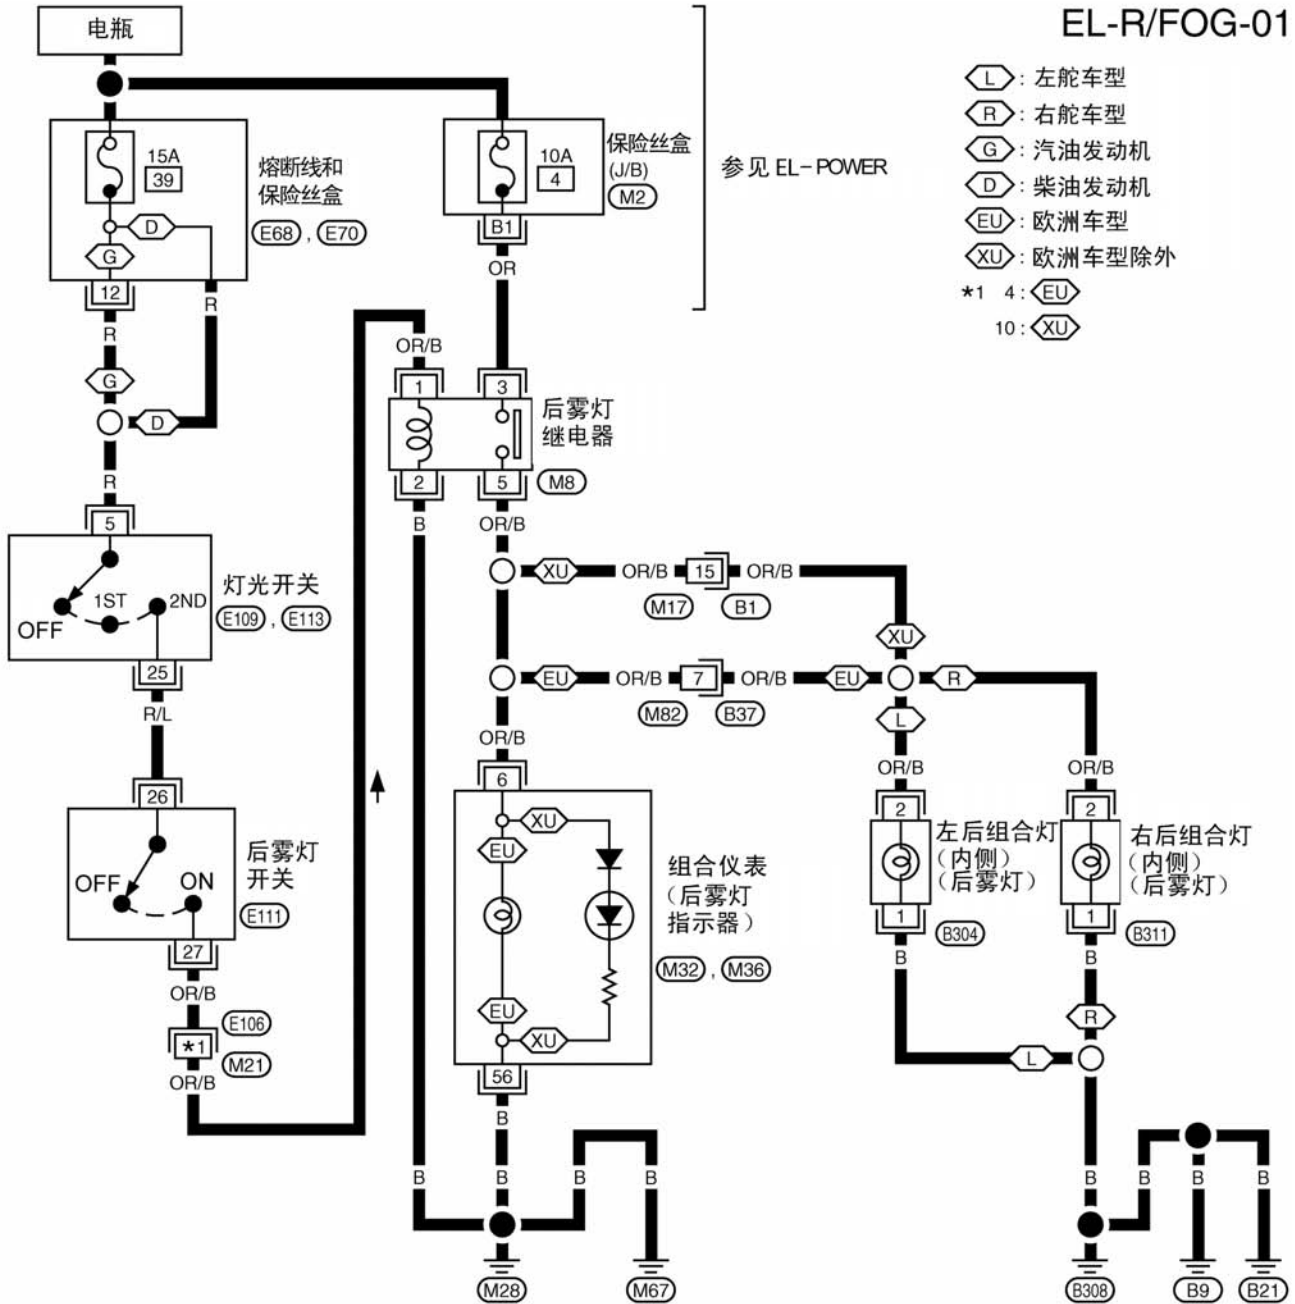 EL-R/FOG-01
电瓶
L : 左舵车型
R : 右舵车型
G : 汽油发动机
D : 柴油发动机
EU : 欧洲车型
XU : 欧洲车型除外
*1 4 : EU
10 : XU
15A
39
D
G
熔断线和
保险丝盒
E68 , E70
10A
4
保险丝盒
(J/B)
M2
B1
参见 EL-POWER
12
R
OR
R
G
D
OR/B
1
3
后雾灯
继电器
2
5
M8
R
5
B
OR/B
灯光开关
E109 , E113
OFF
1ST
2ND
25
R/L
26
后雾灯
开关
E111
OFF
ON
27
OR/B
E106
*1
M21
OR/B
XU
OR/B
15
OR/B
M17
B1
XU
EU
OR/B
7
OR/B
EU
R
M82
B37
L
OR/B
OR/B
OR/B
6
XU
EU
EU
XU
56
组合仪表
（后雾灯
指示器）
M32 , M36
2
左后组合灯
（内侧）
（后雾灯）
1
B304
2
右后组合灯
（内侧）
（后雾灯）
1
B311
B
B
R
L
B
B
B
B
B
B
B
B
B
M28
M67
B308
B9
B21